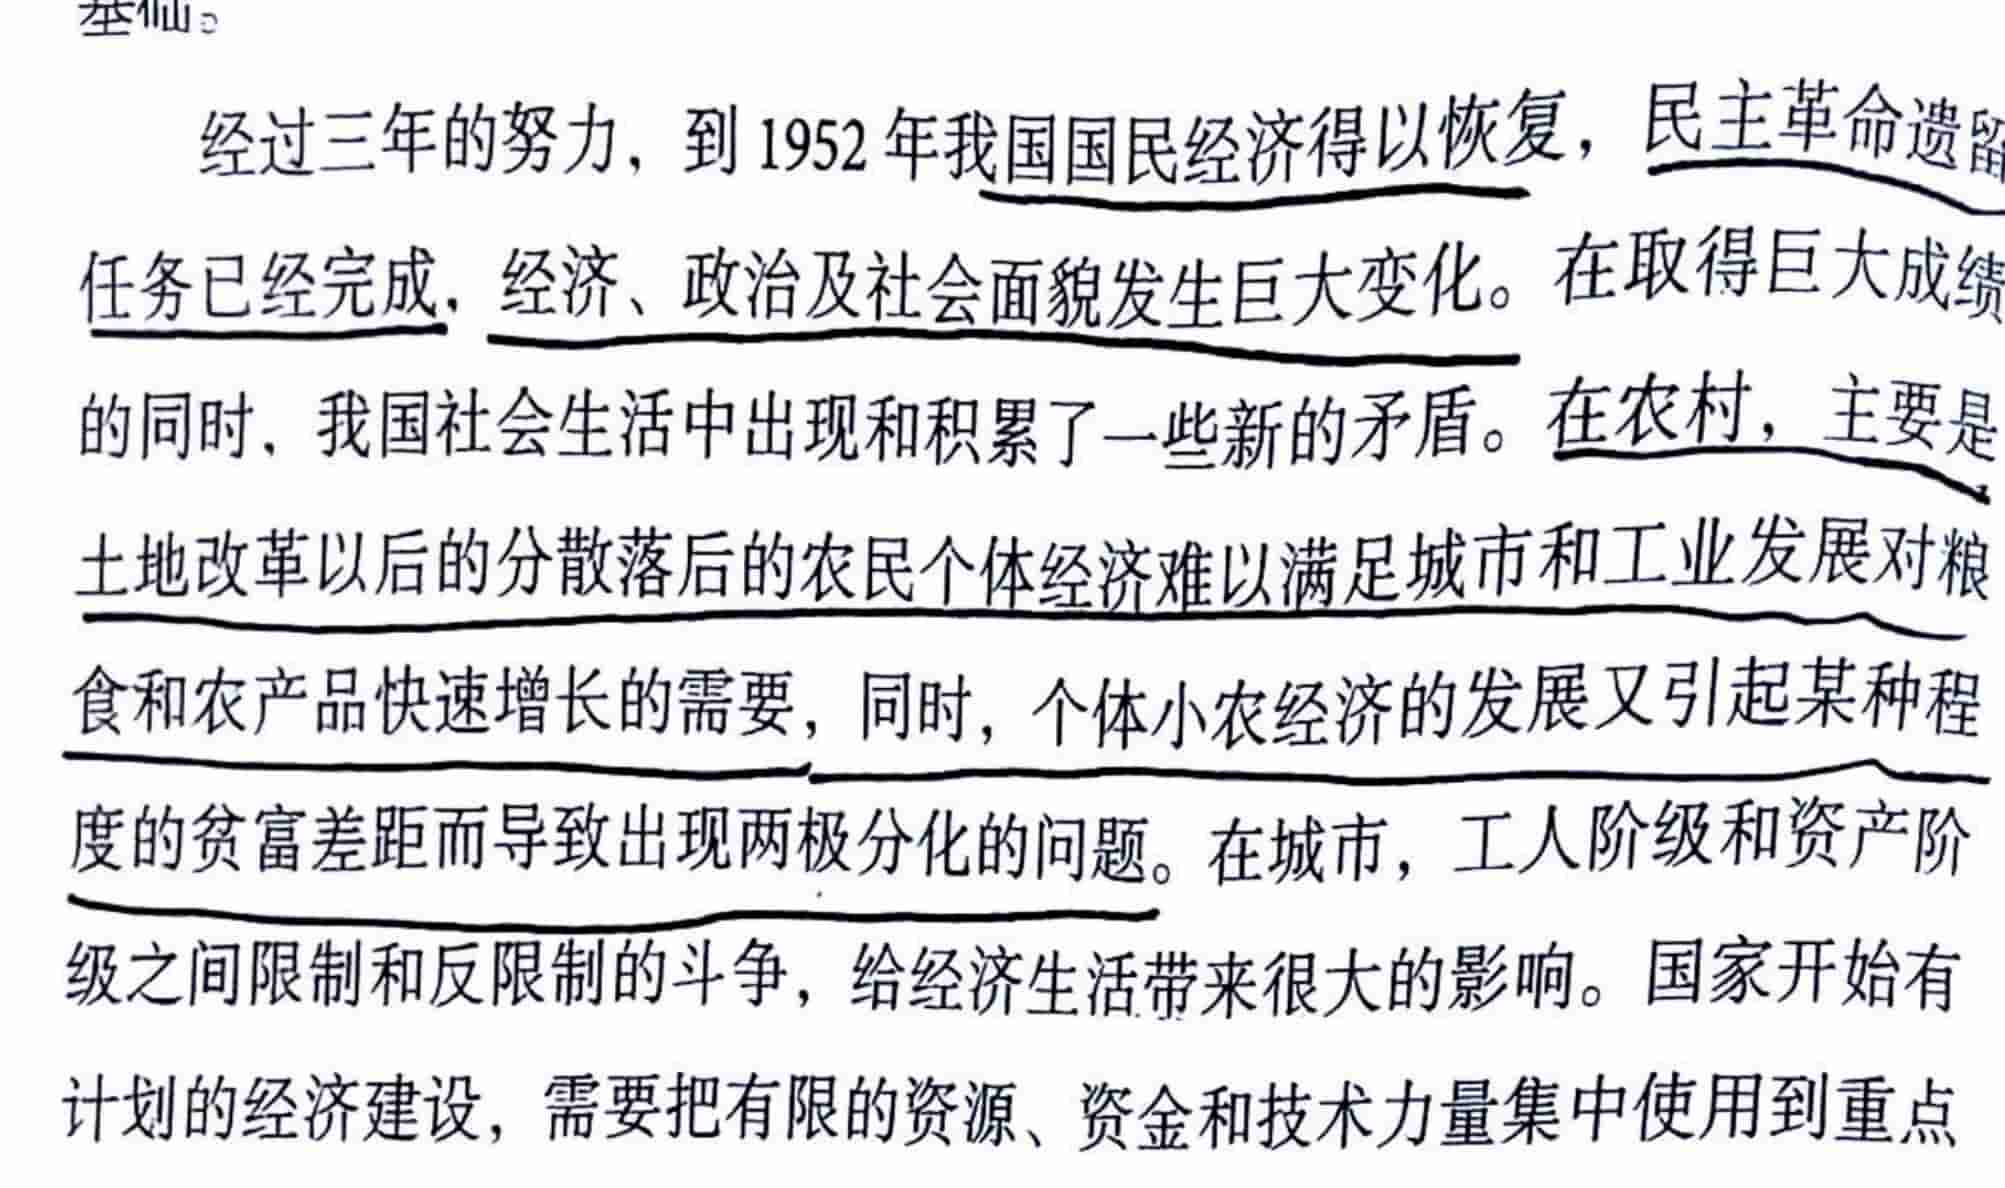 基础。
经过三年的努力，到1952年我国国民经济得以恢复，民主革命遗留
任务已经完成，经济、政治及社会面貌发生巨大变化。在取得巨大成绩
的同时，我国社会生活中出现和积累了一些新的矛盾。在农村，主要是
土地改革以后的分散落后的农民个体经济难以满足城市和工业发展对粮
食和农产品快速增长的需要，同时，个体小农经济的发展又引起某种程
度的贫富差距而导致出现两极分化的问题。在城市，工人阶级和资产阶
级之间限制和反限制的斗争，给经济生活带来很大的影响。国家开始有
计划的经济建设，需要把有限的资源、资金和技术力量集中使用到重点